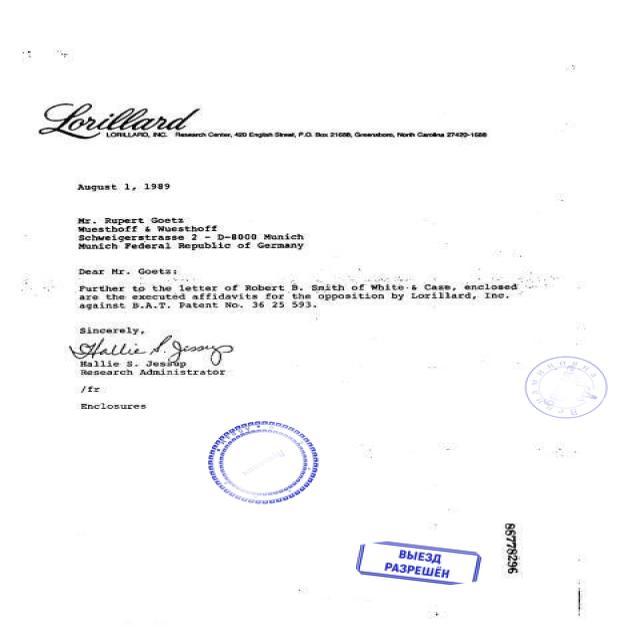 Lorillard
LORILLARD, INC. Research Center, 420 English Street, P.O. Box 21688, Greensboro, North Carolina 27420-1688
August 1, 1989
Mr. Rupert Goetz
Wuesthoff & Wuesthoff
Schweigerstrasse 2 - D-8000 Munich
Munich Federal Republic of Germany
Dear Mr. Goetz:
Further to the letter of Robert B. Smith of White & Case, enclosed
are the executed affidavits for the opposition by Lorillard, Inc.
against B.A.T. Patent No. 36 25 593.
Sincerely,
Hallie S. Jessup
Hallie S. Jessup
Research Administrator
/fr
Enclosures
ВЫЕЗД
РАЗРЕШЁН
86778296